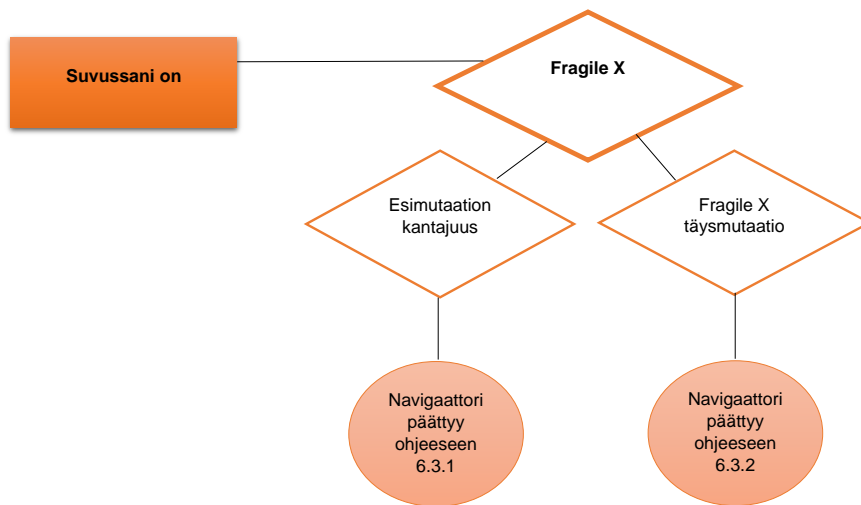 Suvussani on
Fragile X
Esimutaation
kantajuus
Fragile X
täysmutaatio
Navigaattori
päättyy
ohjeeseen
6.3.1
Navigaattori
päättyy
ohjeeseen
6.3.2